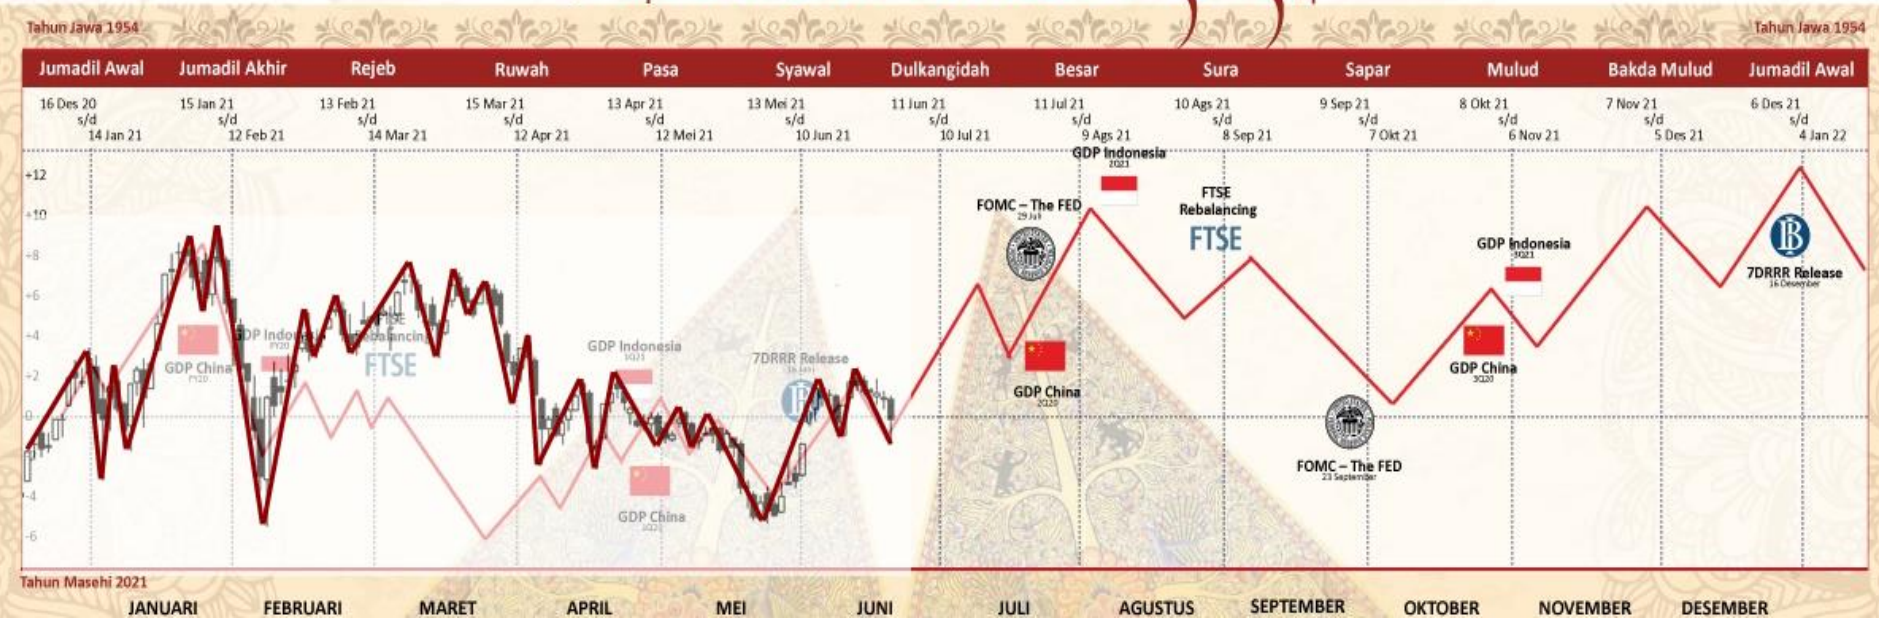 Tahun Jawa 1954
Tahun Jawa 1954
Jumadil Awal Jumadil Akhir Rejeb Ruwah Pasa Syawal Dulkangidah Besar Sura Sapar Mulud Bakda Mulud Jumadil Awal
16 Des 20 15 Jan 21 13 Feb 21 15 Mar 21 13 Apr 21 13 Mei 21 11 Jun 21 11 Jul 21 10 Ags 21 9 Sep 21 8 Okt 21 7 Nov 21 6 Des 21
s/d s/d s/d s/d s/d s/d s/d s/d s/d s/d s/d s/d s/d
14 Jan 21 12 Feb 21 14 Mar 21 12 Apr 21 12 Mei 21 10 Jun 21 10 Jul 21 9 Ags 21 8 Sep 21 7 Okt 21 6 Nov 21 5 Des 21 4 Jan 22
GDP Indonesia
2Q21
+12
FTSE
Rebalancing
FTSE
FOMC – The FED
29 Juli
+10
+8
GDP Indonesia
3Q21
7DRRR Release
16 Desember
+6
+4
Rebalancing
FTSE
GDP Indonesia
1Q21
7DRRR Release
GDP China
FY20
+2
GDP China
2Q20
GDP China
3Q20
0
FOMC – The FED
23 September
-4
GDP China
-6
Tahun Masehi 2021
JANUARI FEBRUARI MARET APRIL MEI JUNI JULI AGUSTUS SEPTEMBER OKTOBER NOVEMBER DESEMBER